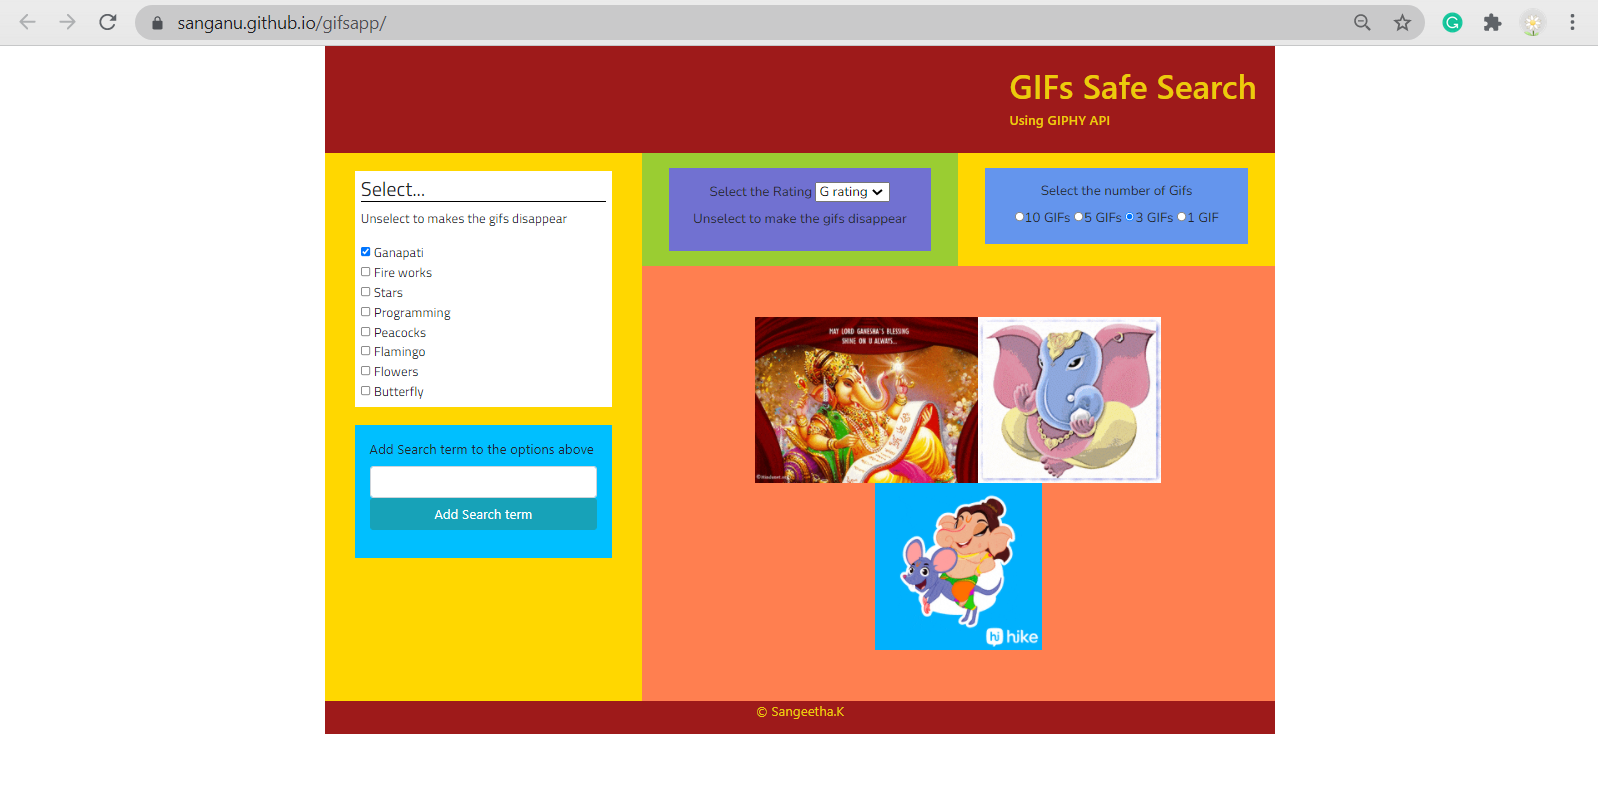 sanganu.github.io/gifsapp/
GIFs Safe Search
Using GIPHY API
Select...
Unselect to makes the gifs disappear
Ganapati
Fire works
Stars
Programming
Peacocks
Flamingo
Flowers
Butterfly
Add Search term to the options above
Add Search term
Select the Rating G rating
Unselect to make the gifs disappear
Select the number of Gifs
10 GIFs 5 GIFs 3 GIFs 1 GIF
MAY LORD GANESHA'S BLESSING
SHINE ON U ALWAYS...
hi hike
© Sangeetha.K